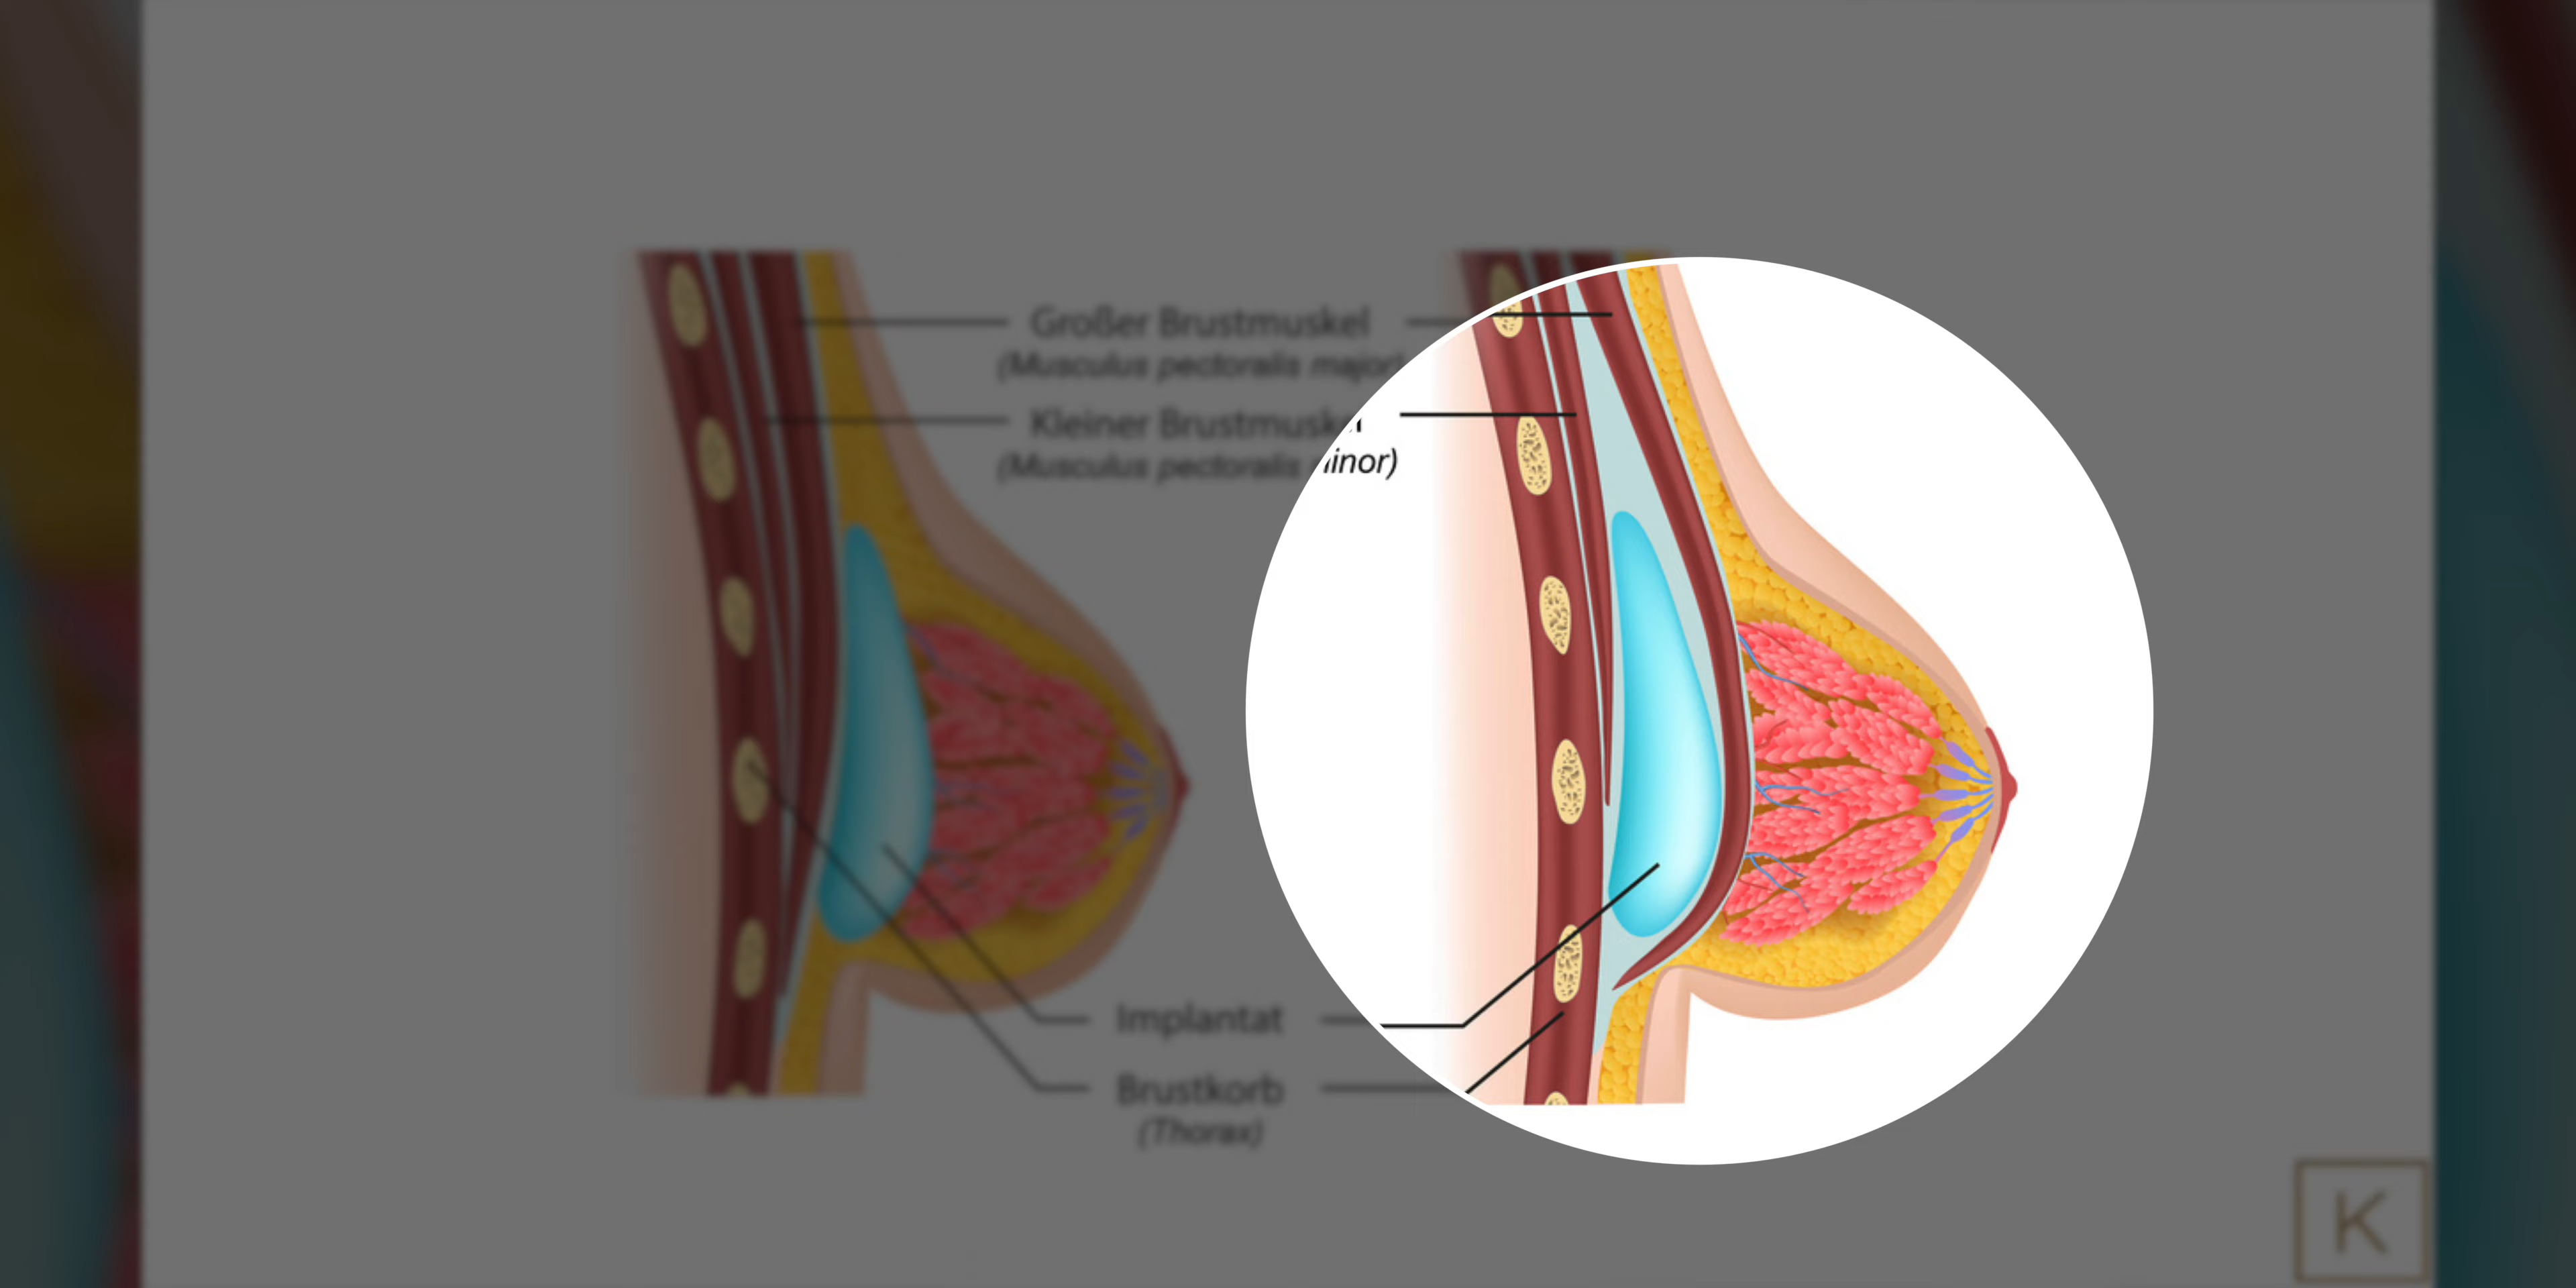 Großer Brustmuskel
(Musculus pectoralis major)
Kleiner Brustmuskel
(Musculus pectoralis minor)
Implantat
Brustkorb
(Thorax)
K